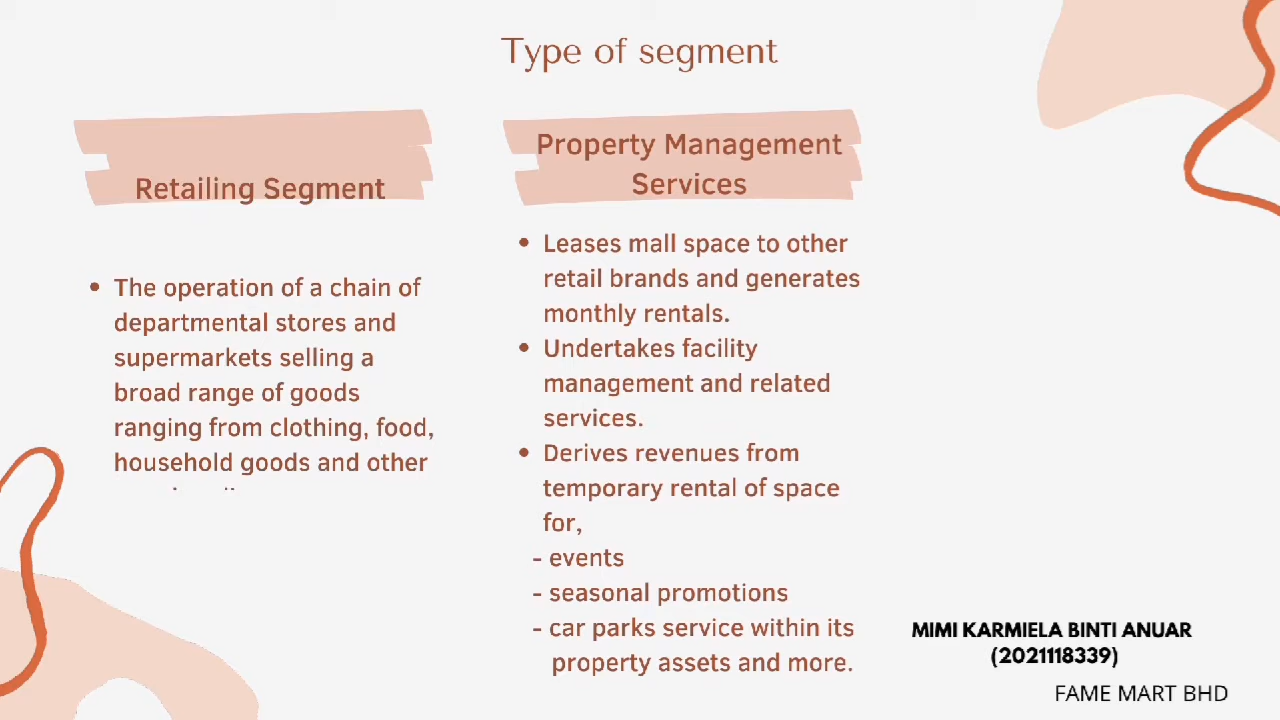 Type of segment
Retailing Segment
The operation of a chain of
departmental stores and
supermarkets selling a
broad range of goods
ranging from clothing, food,
household goods and other
Property Management
Services
Leases mall space to other
retail brands and generates
monthly rentals.
Undertakes facility
management and related
services.
Derives revenues from
temporary rental of space
for,
- events
- seasonal promotions
- car parks service within its
property assets and more.
MIMI KARMIELA BINTI ANUAR
(2021118339)
FAME MART BHD